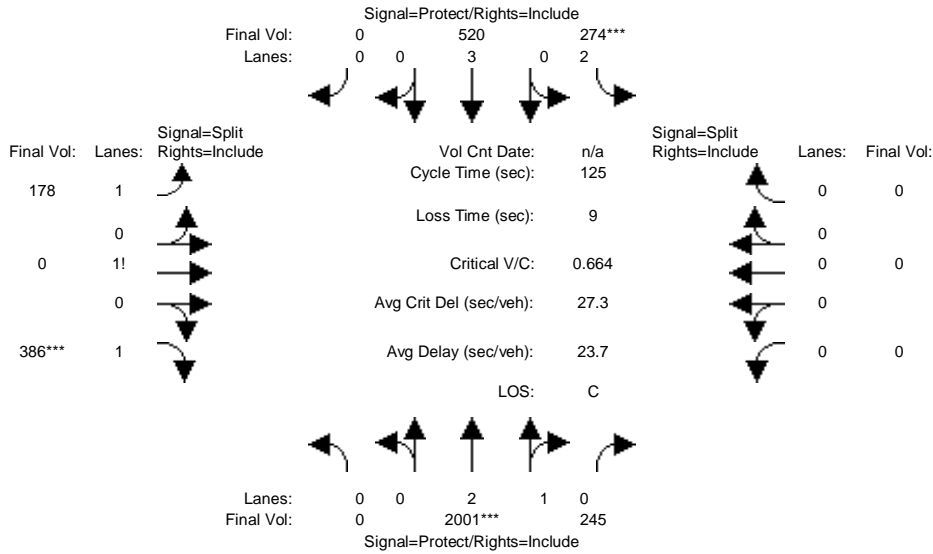 Signal=Protect/Rights=Include
Final Vol: 0 520 274***
Lanes: 0 0 3 0 2
Signal=Split
Final Vol: Lanes: Rights=Include
Vol Cnt Date: n/a
Signal=Split
Rights=Include Lanes: Final Vol:
Cycle Time (sec): 125
178 1
0 0
Loss Time (sec): 9
0
0
0 1!
Critical V/C: 0.664
0 0
0
Avg Crit Del (sec/veh): 27.3
0
386*** 1
Avg Delay (sec/veh): 23.7
0 0
LOS: C
Lanes: 0 0 2 1 0
Final Vol: 0 2001*** 245
Signal=Protect/Rights=Include